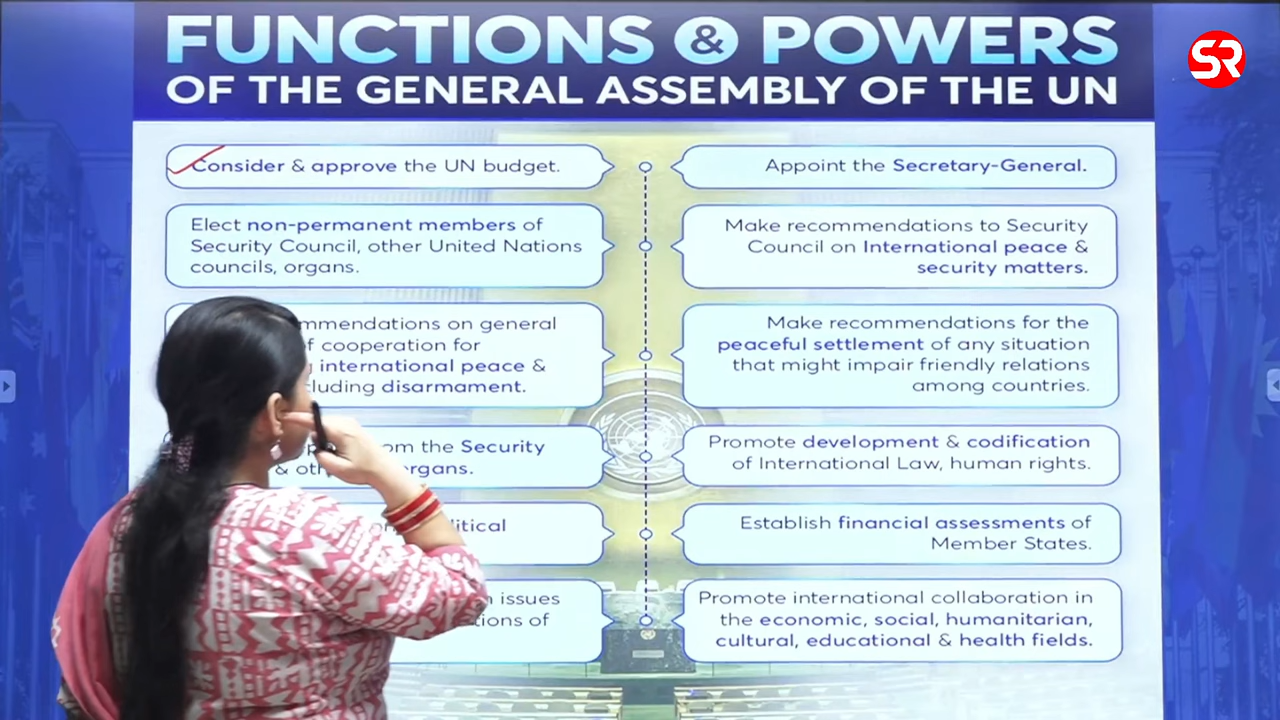 FUNCTIONS & POWERS
OF THE GENERAL ASSEMBLY OF THE UN
SR
Consider & approve the UN budget.
Elect non-permanent members of
Security Council, other United Nations
councils, organs.
on general
cooperation for
international peace &
disarmament.
the Security
& organs.
issues
of
Appoint the Secretary-General.
Make recommendations to Security
Council on International peace &
security matters.
Make recommendations for the
peaceful settlement of any situation
that might impair friendly relations
among countries.
Promote development & codification
of International Law, human rights.
Establish financial assessments of
Member States.
Promote international collaboration in
the economic, social, humanitarian,
cultural, educational & health fields.